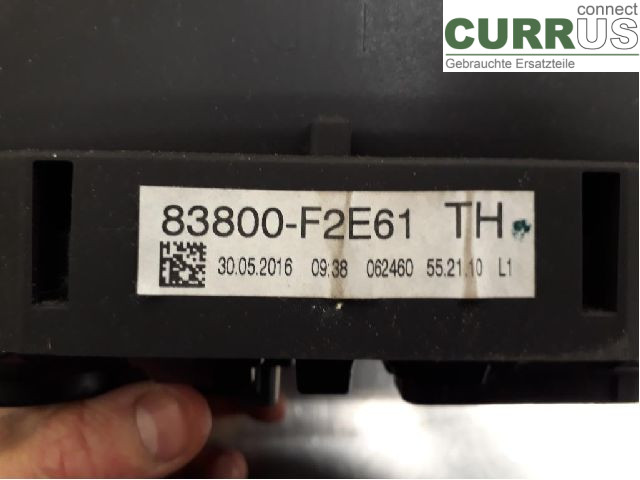 connect
CURRUS
Gebrauchte Ersatzteile
83800-F2E61 TH
30.05.2016 09:38 062460 55.21.10 L1